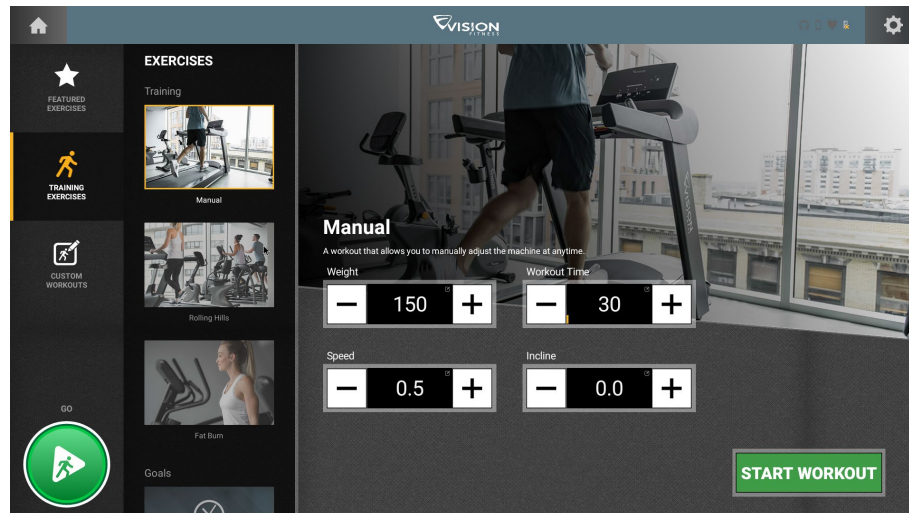 VISION
FITNESS
FEATURED
EXERCISES
TRAINING
EXERCISES
CUSTOM
WORKOUTS
GO
EXERCISES
Training
Manual
Rolling Hills
Fat Burn
Goals
Manual
A workout that allows you to manually adjust the machine at anytime.
Weight
150
Workout Time
30
Speed
0.5
Incline
0.0
START WORKOUT